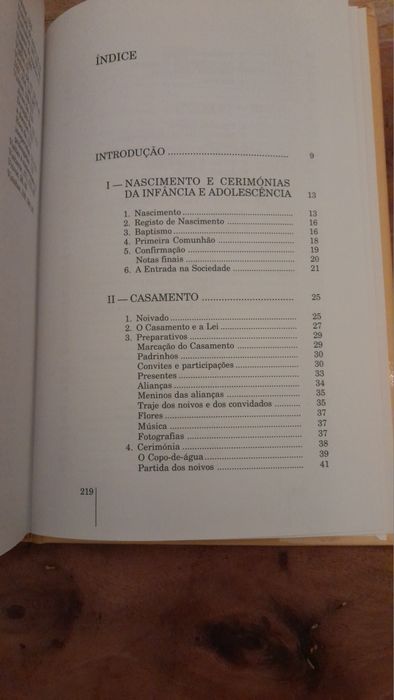 ÍNDICE
INTRODUÇÃO ............................................ 9
I — NASCIMENTO E CERIMÓNIAS
DA INFÂNCIA E ADOLESCÊNCIA 13
1. Nascimento ........................................ 13
2. Registo de Nascimento ........................ 16
3. Baptismo ........................................... 16
4. Primeira Comunhão ............................ 18
5. Confirmação ....................................... 19
Notas finais ....................................... 20
6. A Entrada na Sociedade ...................... 21
II — CASAMENTO ................................ 25
1. Noivado .............................................. 25
2. O Casamento e a Lei ........................... 27
3. Preparativos ....................................... 29
Marcação do Casamento .................... 29
Padrinhos .......................................... 30
Convites e participações .................... 30
Presentes ........................................... 33
Alianças ............................................. 34
Meninos das alianças ......................... 35
Traje dos noivos e dos convidados ......... 35
Flores ................................................. 37
Música ................................................ 37
Fotografias ........................................ 37
4. Cerimónia ........................................... 38
O Copo-de-água ................................. 39
Partida dos noivos ............................. 41
219